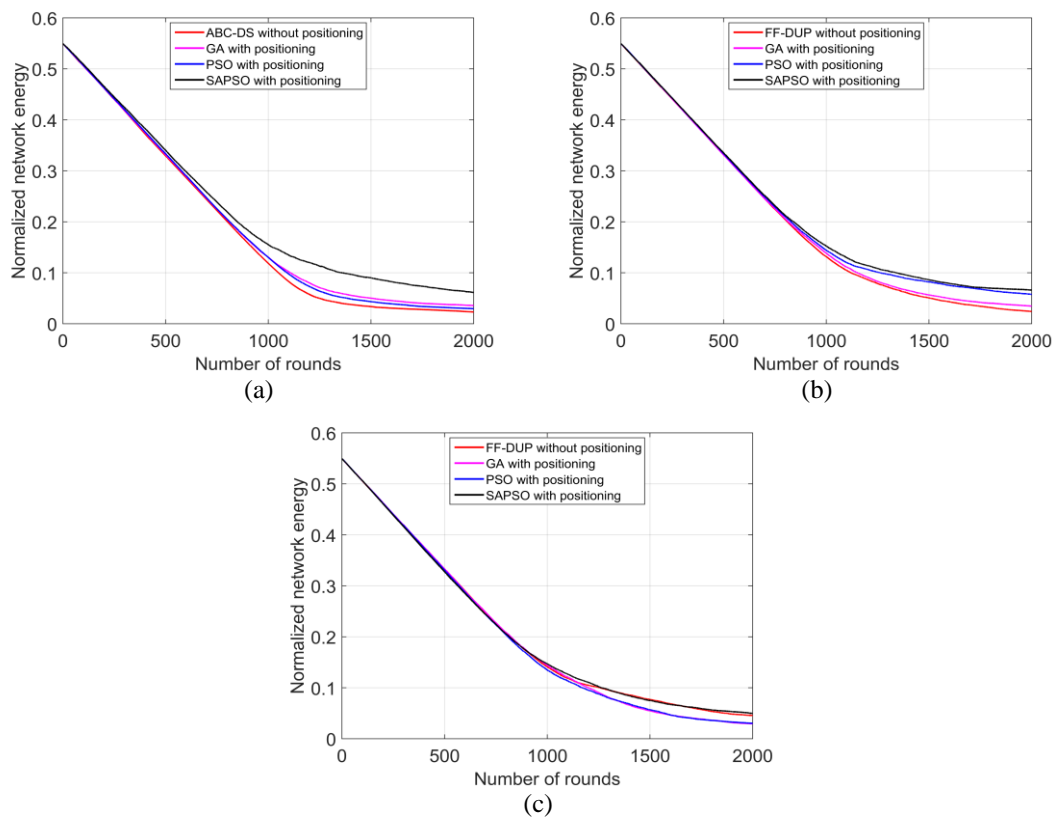 0.6
0.5
0.4
0.3
0.2
0.1
0
Normalized network energy
ABC-DS without positioning
GA with positioning
PSO with positioning
SAPSO with positioning
0 500 1000 1500 2000
Number of rounds
(a)
0.6
0.5
0.4
0.3
0.2
0.1
0
Normalized network energy
FF-DUP without positioning
GA with positioning
PSO with positioning
SAPSO with positioning
0 500 1000 1500 2000
Number of rounds
(b)
0.6
0.5
0.4
0.3
0.2
0.1
0
Normalized network energy
FF-DUP without positioning
GA with positioning
PSO with positioning
SAPSO with positioning
0 500 1000 1500 2000
Number of rounds
(c)